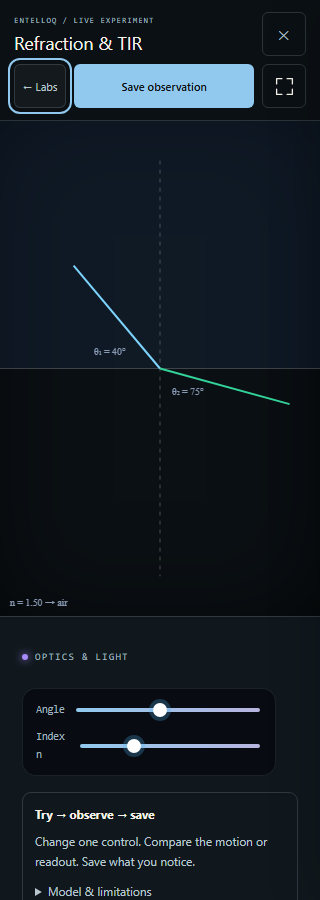 ENTELLOQ / LIVE EXPERIMENT
Refraction & TIR
← Labs
Save observation
θ₁ = 40°
θ₂ = 75°
n = 1.50 → air
OPTICS & LIGHT
Angle
Index
n
Try → observe → save
Change one control. Compare the motion or
readout. Save what you notice.
▶ Model & limitations